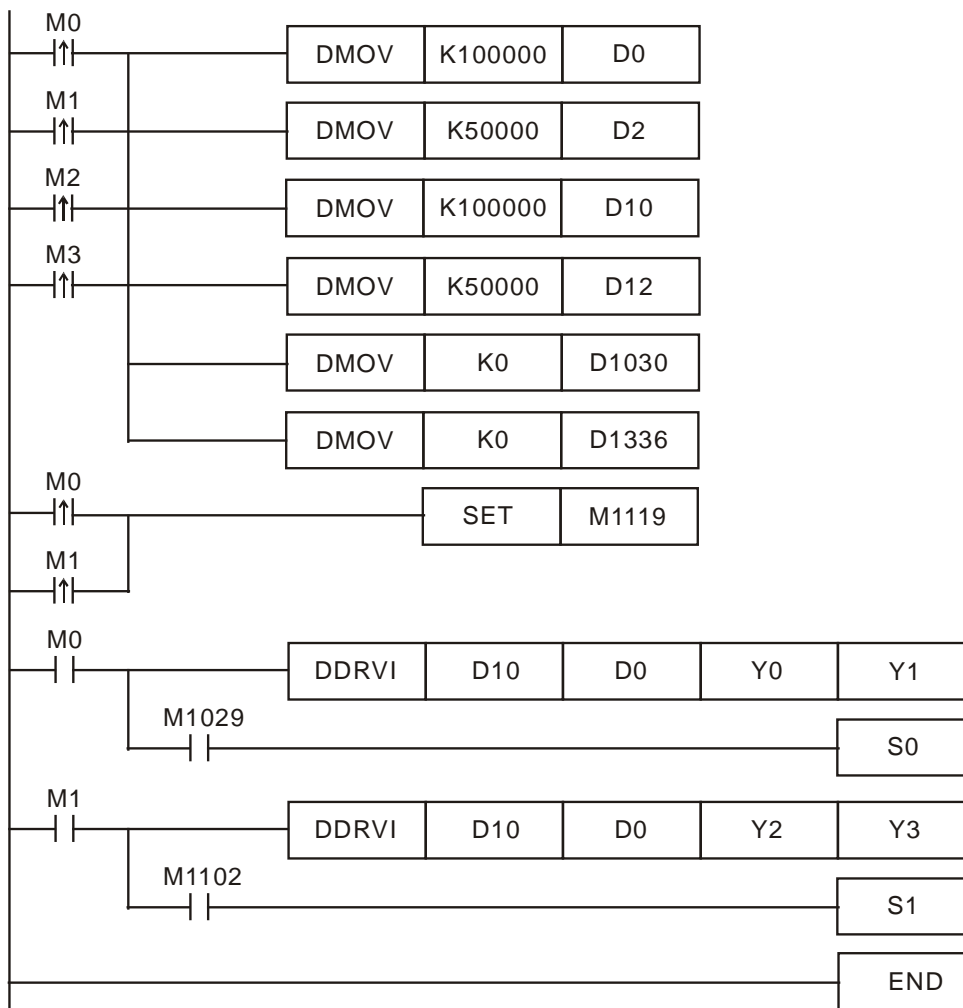 M0
DMOV K100000 D0
M1
DMOV K50000 D2
M2
DMOV K100000 D10
M3
DMOV K50000 D12
DMOV K0 D1030
DMOV K0 D1336
M0
SET M1119
M1
M0
DDRVI D10 D0 Y0 Y1
M1029
S0
M1
DDRVI D10 D0 Y2 Y3
M1102
S1
END